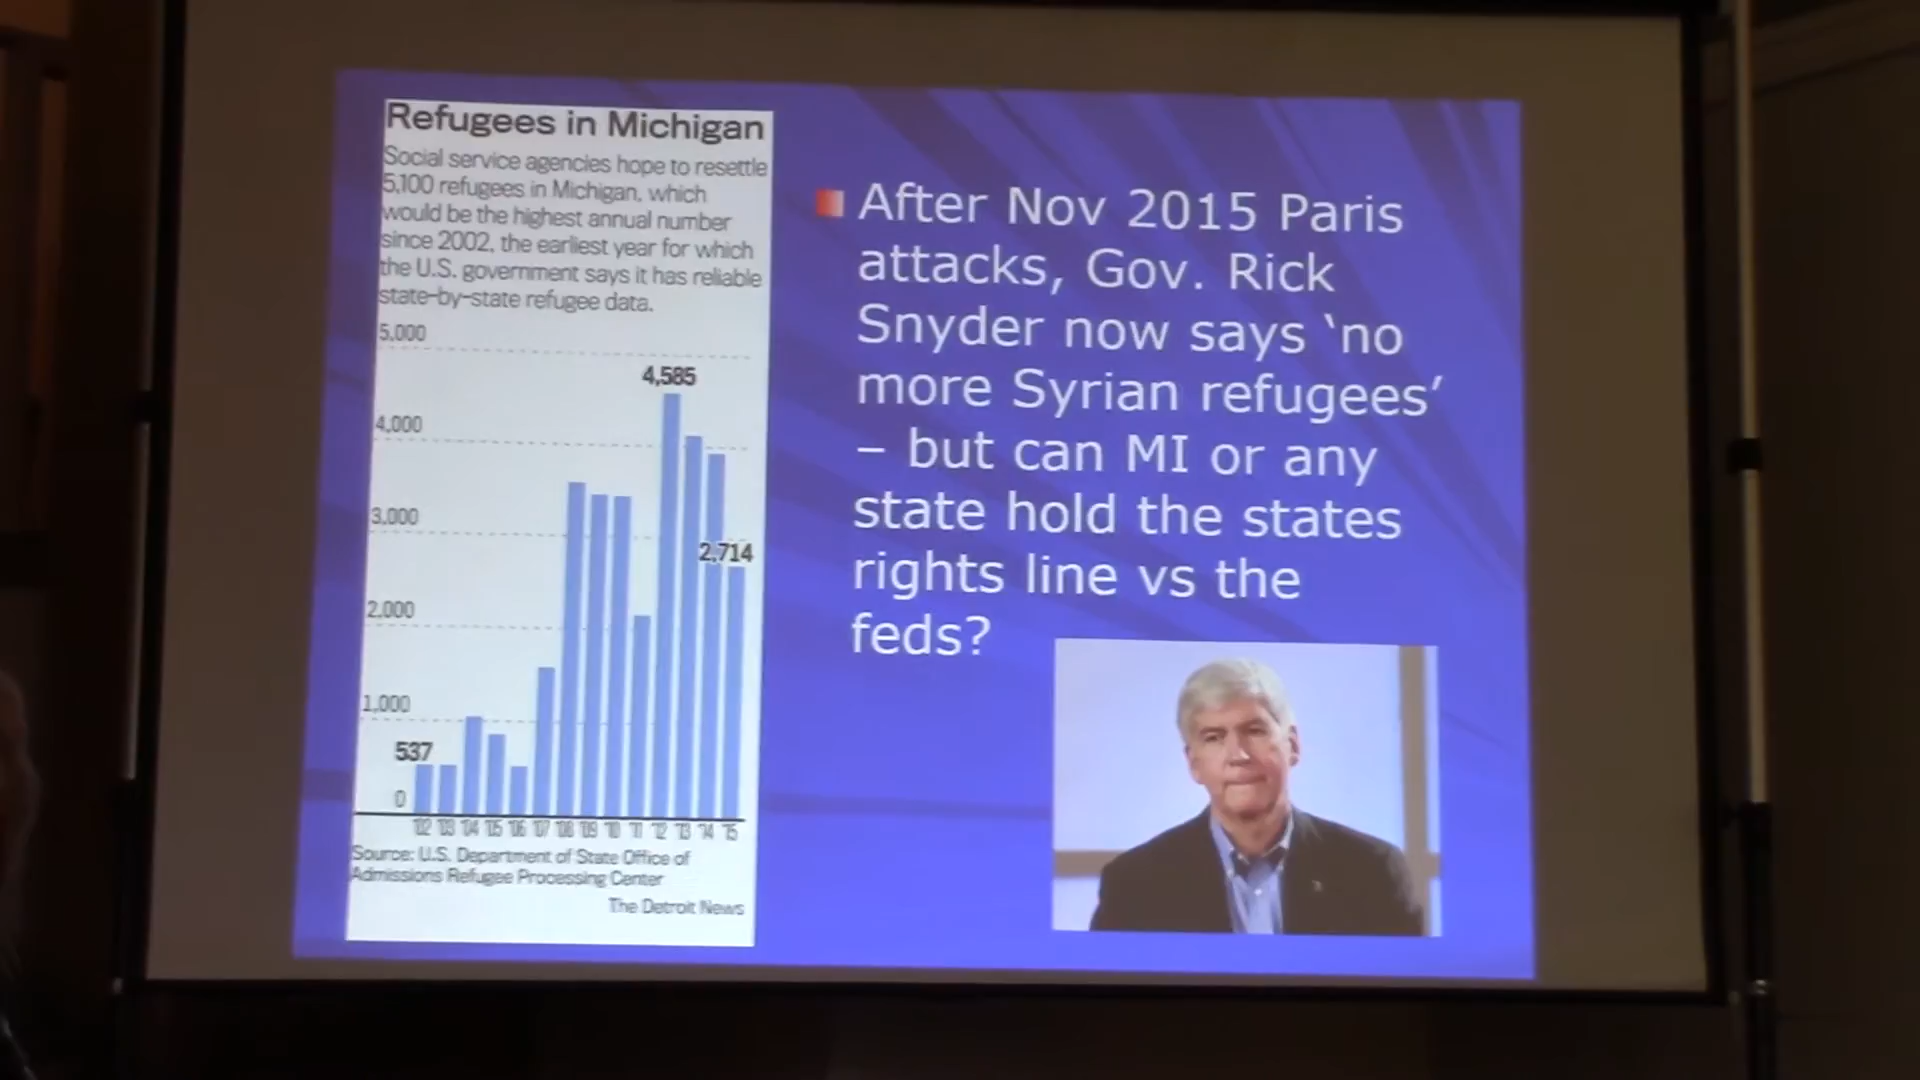 Refugees in Michigan
Social service agencies hope to resettle
5,100 refugees in Michigan, which
would be the highest annual number
since 2002, the earliest year for which
the U.S. government says it has reliable
state-by-state refugee data.
5,000
4,585
4,000
3,000
2,714
2,000
1,000
537
0
'02 '03 '04 '05 '06 '07 '08 '09 '10 '11 '12 '13 '14 '15
Source: U.S. Department of State Office of
Admissions Refugee Processing Center
The Detroit News
After Nov 2015 Paris
attacks, Gov. Rick
Snyder now says ‘no
more Syrian refugees’
– but can MI or any
state hold the states
rights line vs the
feds?